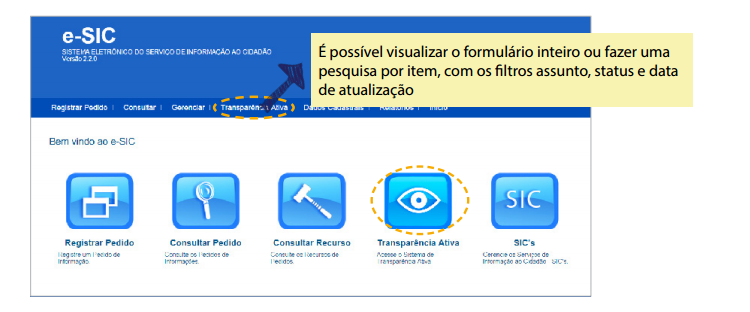 e-SIC
SISTEMA ELETRÔNICO DO SERVIÇO DE INFORMAÇÃO AO CIDADÃO
Versão 2.2.0
É possível visualizar o formulário inteiro ou fazer uma
pesquisa por item, com os filtros assunto, status e data
de atualização
Registrar Pedido | Consultar | Gerenciar | Transparência Ativa | Dados Cadastrais | Relatórios | Início
Bem vindo ao e-SIC
SIC
Registrar Pedido Consultar Pedido Consultar Recurso Transparência Ativa SIC's
Registre um Pedido de Consulte os Pedidos de Consulte os Recursos de Acesse o Sistema de Gerencie os Serviços de
Informação. Informações. Pedidos. Transparência Ativa Informação ao Cidadão - SIC's.